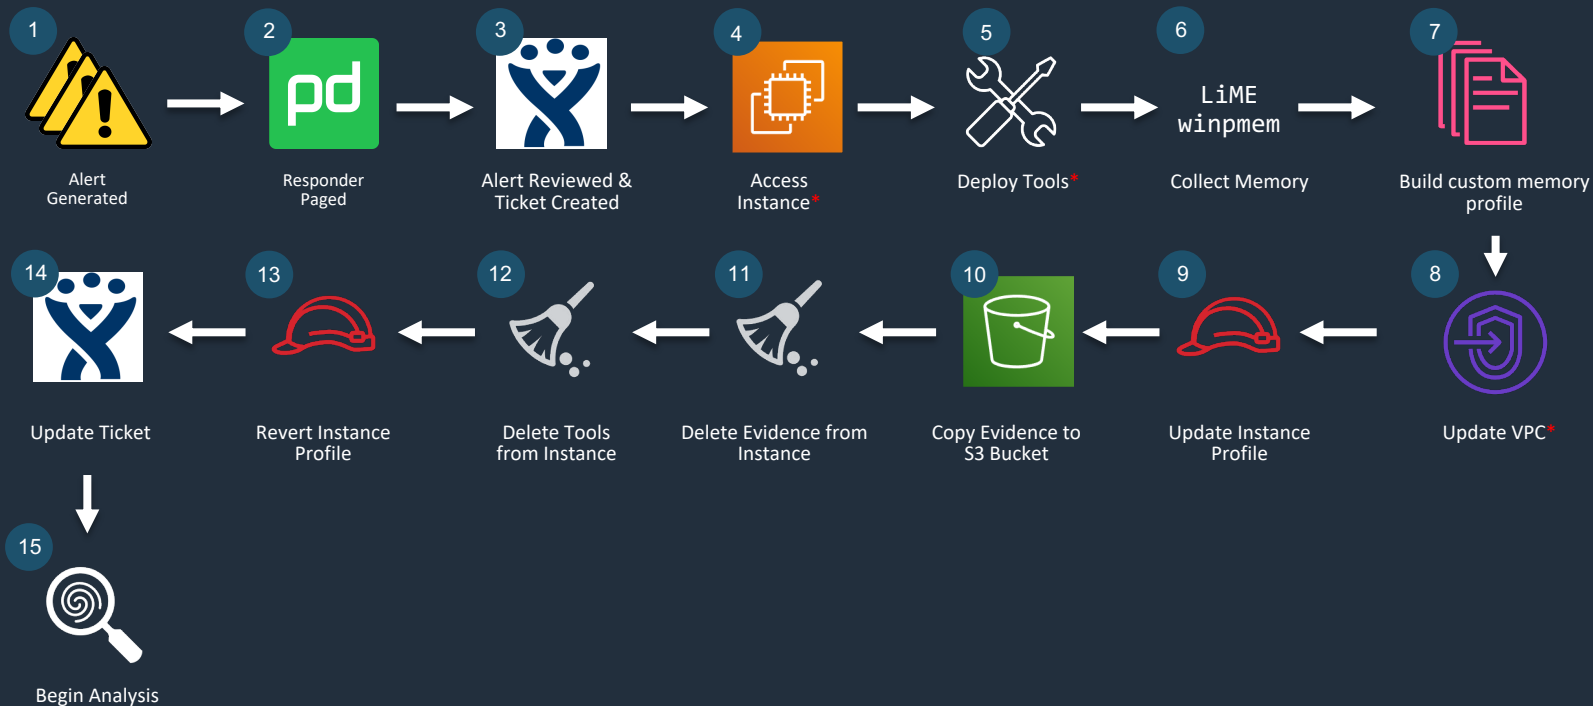 1
2
3
4
5
6
7
pd
LiME
winpmem
Alert
Generated
Responder
Paged
Alert Reviewed &
Ticket Created
Access
Instance*
Deploy Tools*
Collect Memory
Build custom memory
profile
14
13
12
11
10
9
8
Update Ticket
Revert Instance
Profile
Delete Tools
from Instance
Delete Evidence from
Instance
Copy Evidence to
S3 Bucket
Update Instance
Profile
Update VPC*
15
Begin Analysis